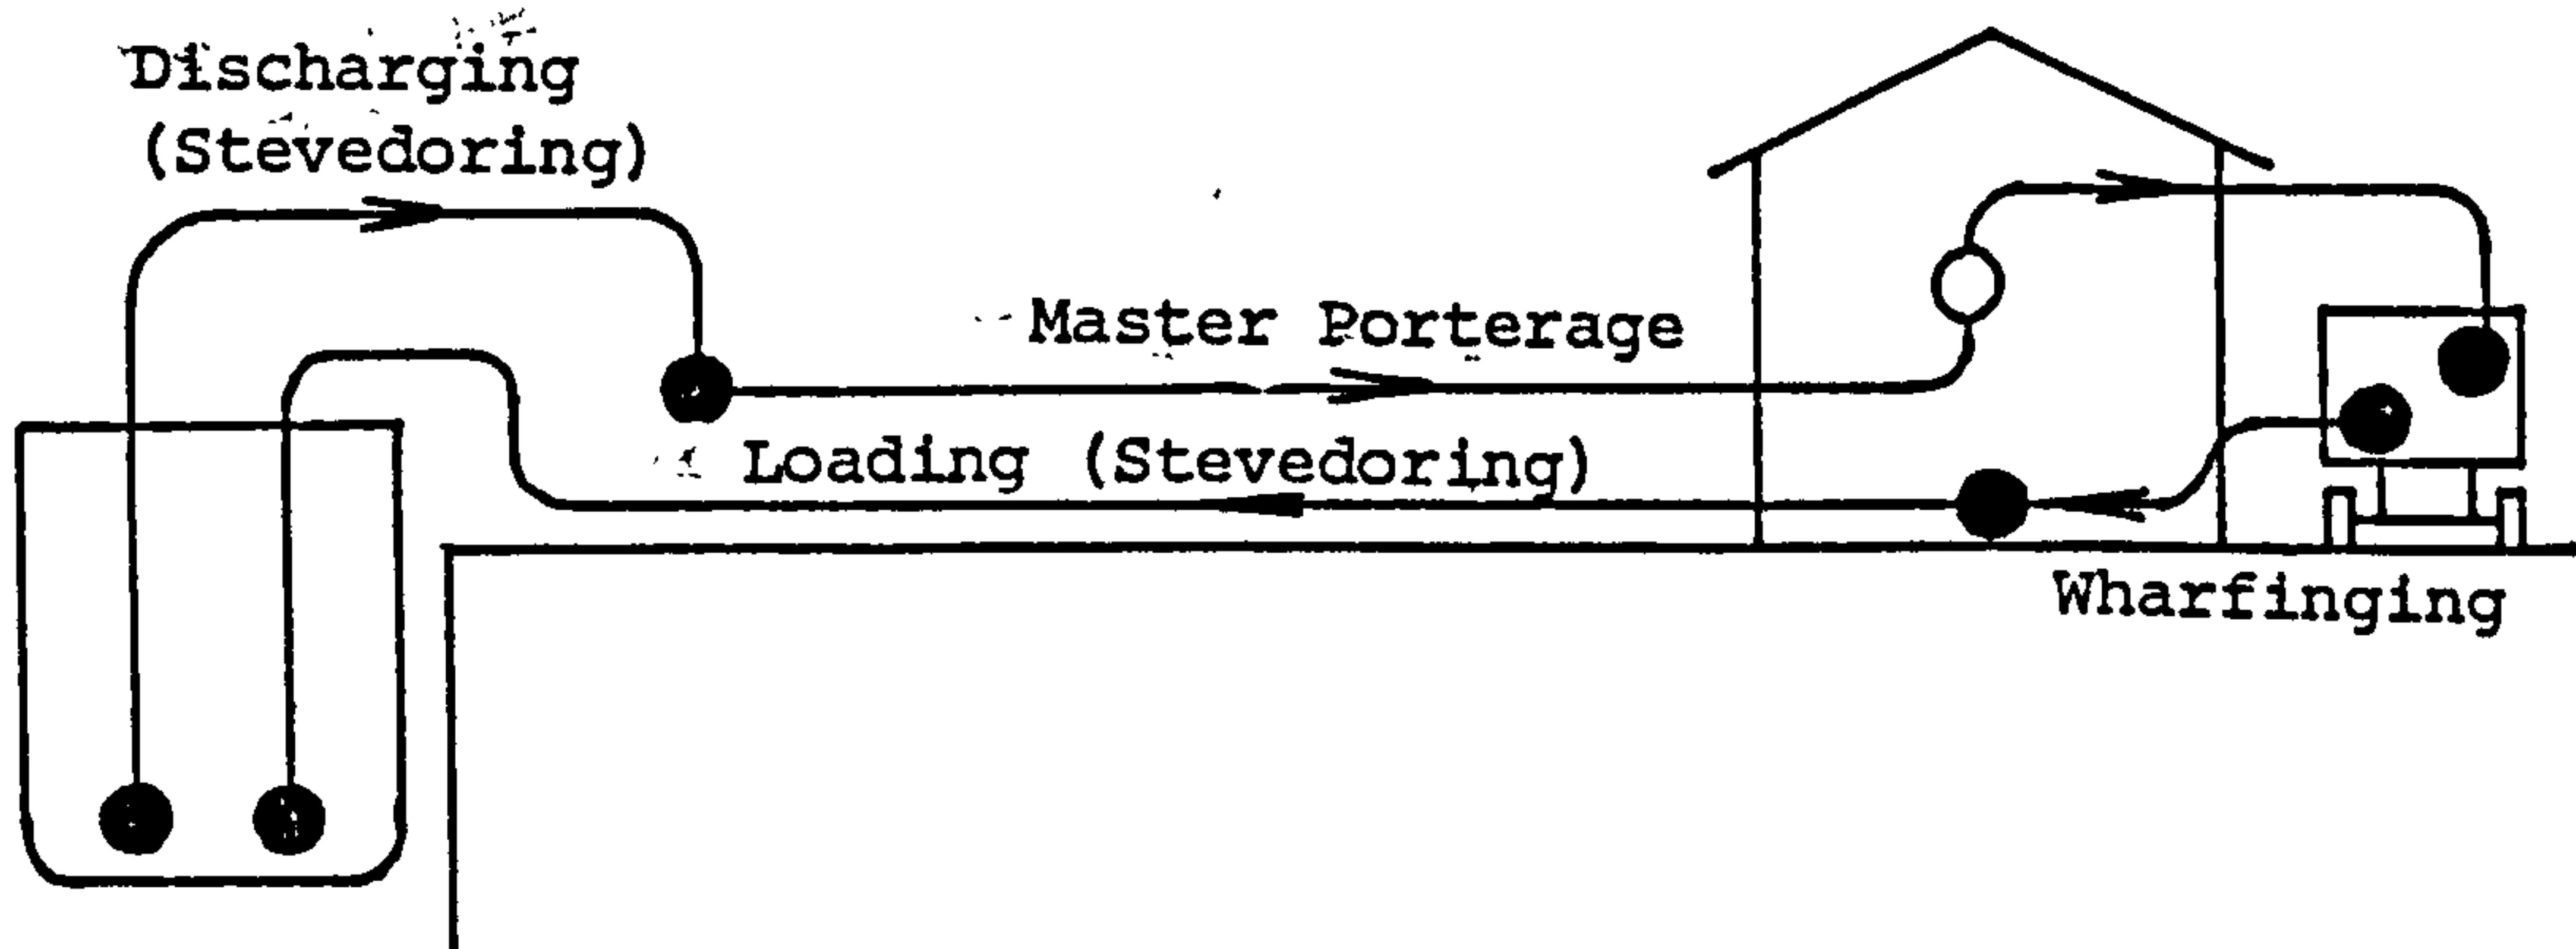 Discharging
(Stevedoring)
Master Porterage
Loading (Stevedoring)
Wharfinging